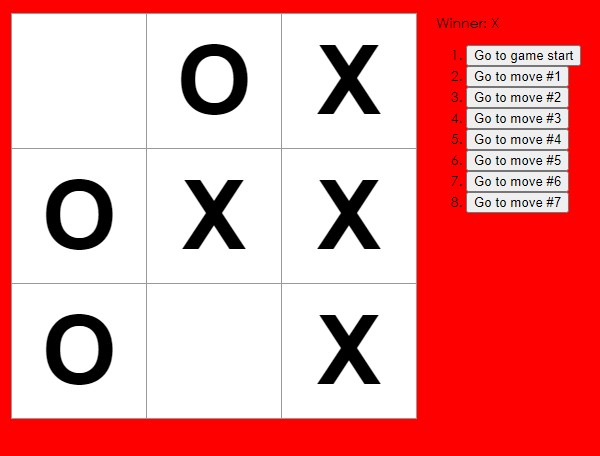 O X
O X X
O X
Winner: X
1. Go to game start
2. Go to move #1
3. Go to move #2
4. Go to move #3
5. Go to move #4
6. Go to move #5
7. Go to move #6
8. Go to move #7